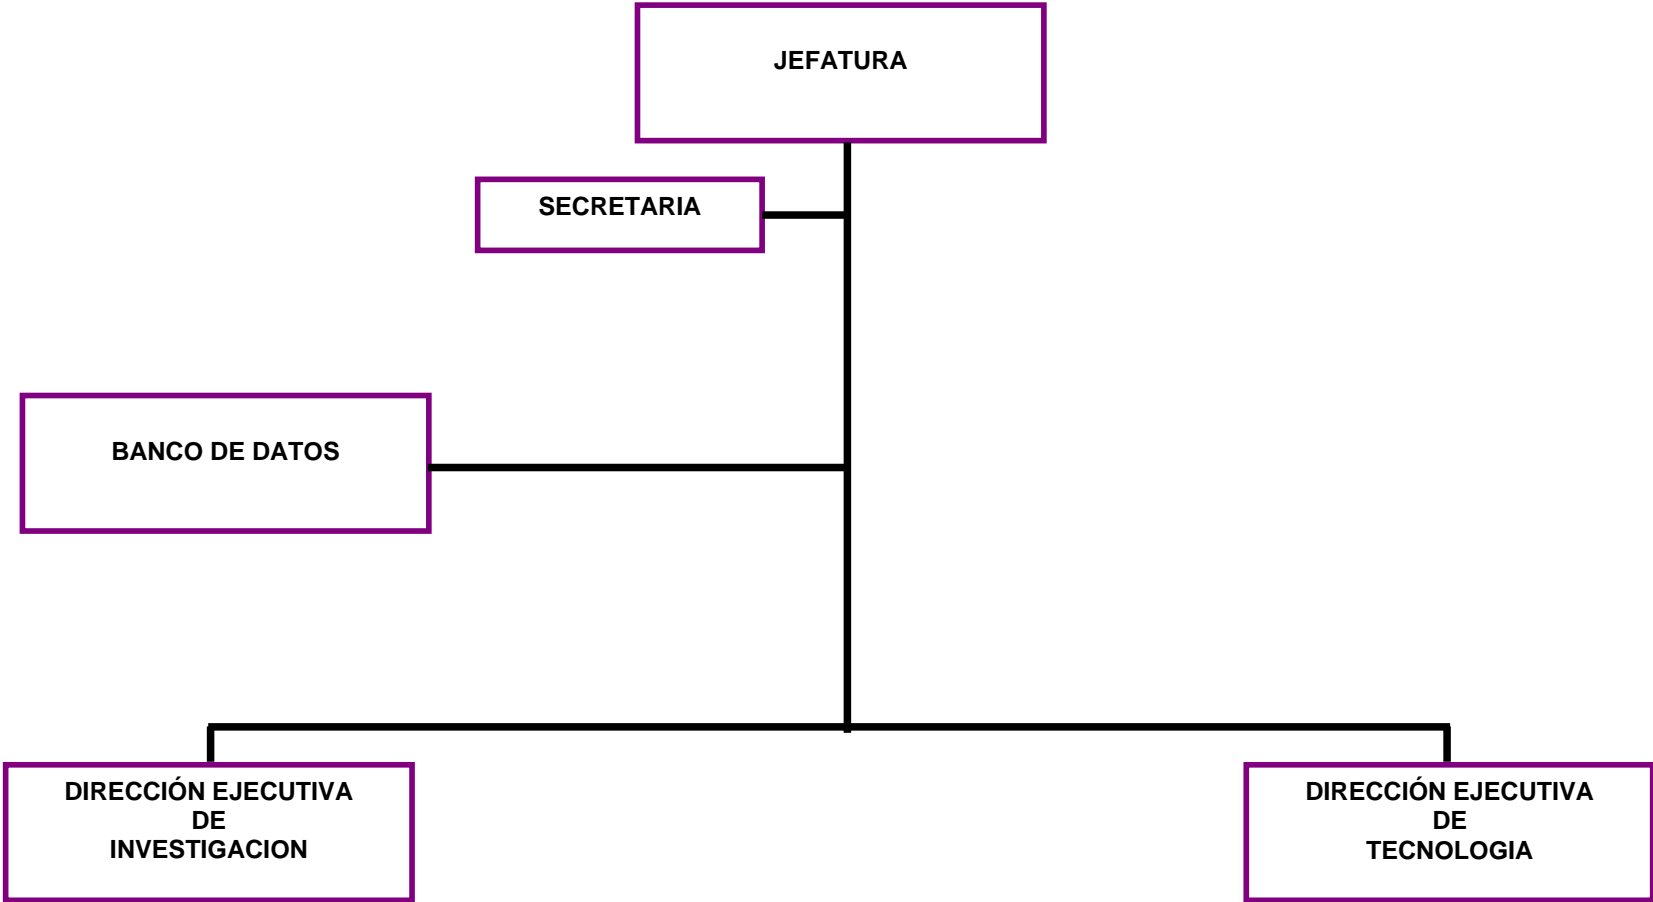 JEFATURA
SECRETARIA
BANCO DE DATOS
DIRECCIÓN EJECUTIVA
DE
INVESTIGACION
DIRECCIÓN EJECUTIVA
DE
TECNOLOGIA